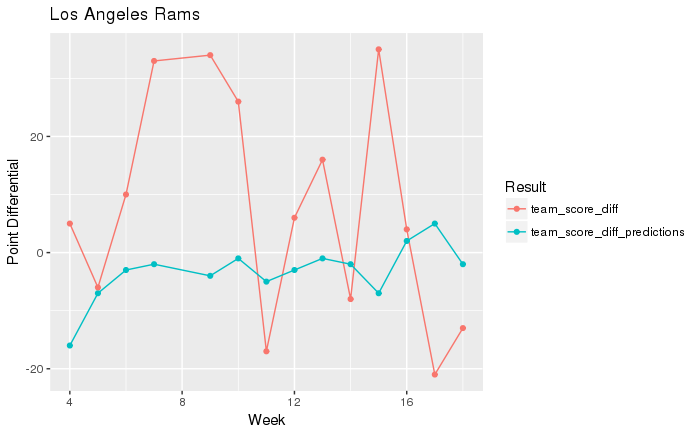 Los Angeles Rams
Point Differential
20
0
-20
4
8
12
16
Week
Result
team_score_diff
team_score_diff_predictions